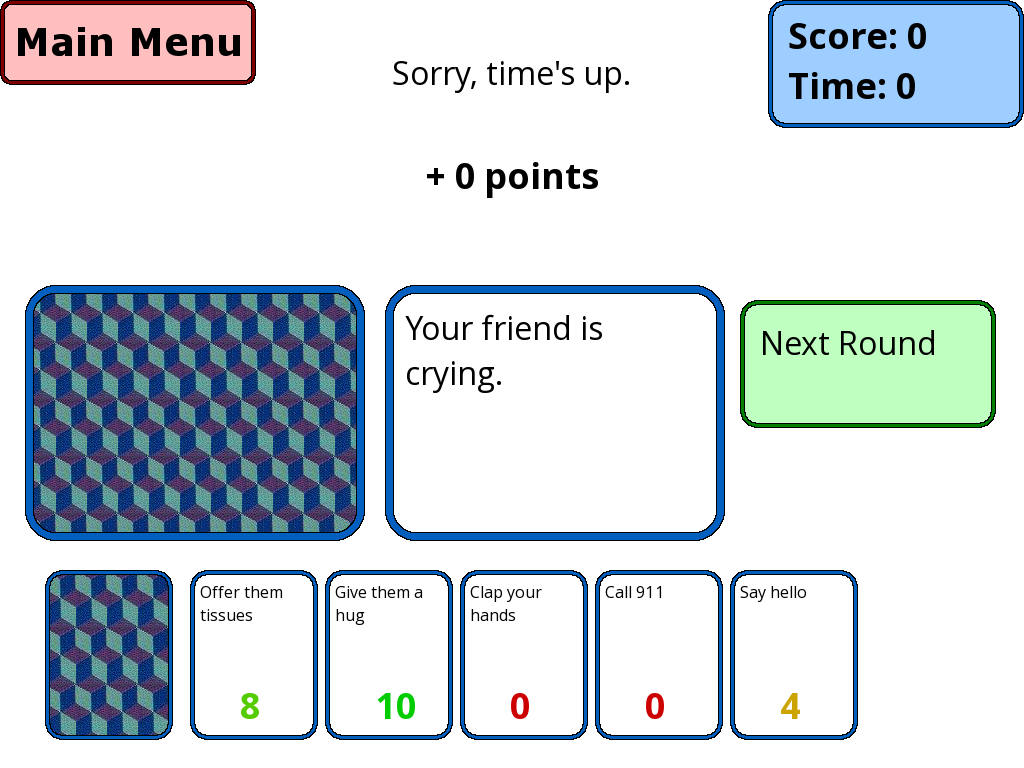 Main Menu
Sorry, time's up.
Score: 0
Time: 0
+ 0 points
Your friend is
crying.
Next Round
Offer them
tissues
8
Give them a
hug
10
Clap your
hands
0
Call 911
0
Say hello
4